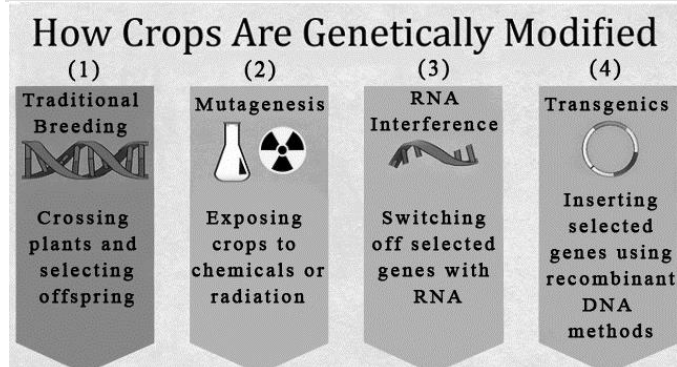 How Crops Are Genetically Modified
(1)
Traditional
Breeding
Crossing
plants and
selecting
offspring
(2)
Mutagenesis
Exposing
crops to
chemicals or
radiation
(3)
RNA
Interference
Switching
off selected
genes with
RNA
(4)
Transgenics
Inserting
selected
genes using
recombinant
DNA
methods